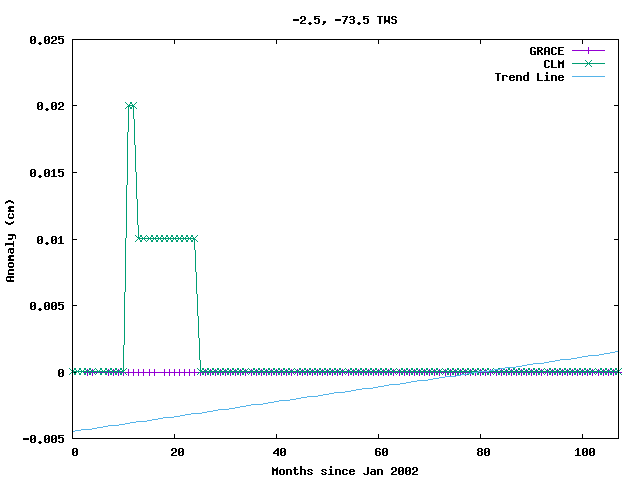 -2.5, -73.5 TWS
GRACE
CLM
Trend Line
0.025
0.02
0.015
0.01
0.005
0
-0.005
Anomaly (cm)
0 20 40 60 80 100
Months since Jan 2002